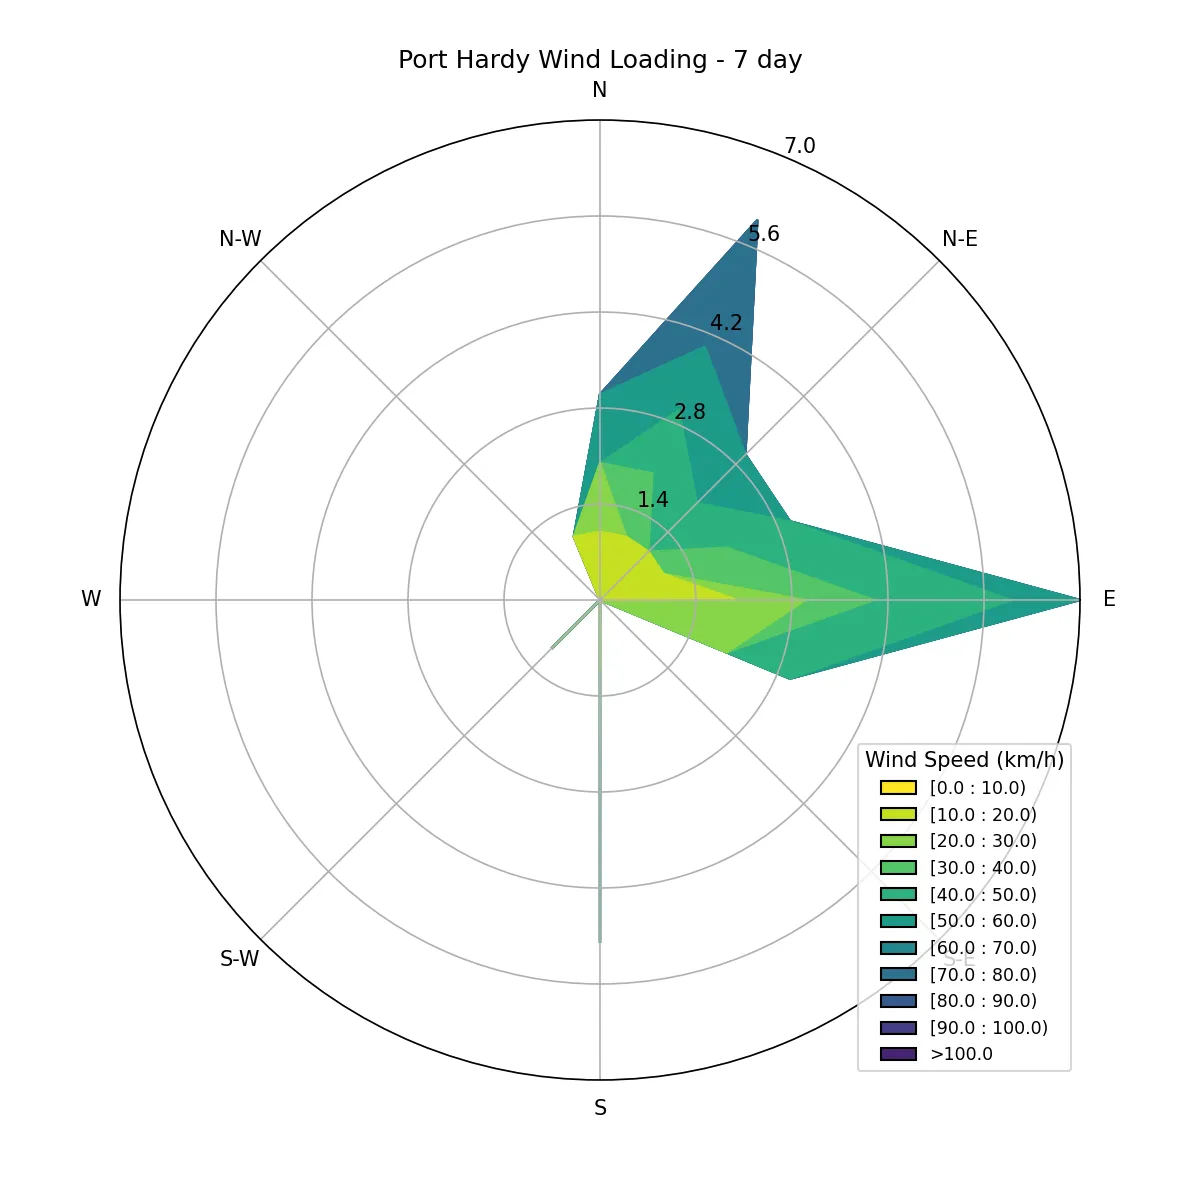 Port Hardy Wind Loading - 7 day
N
7.0
N-W
5.6
N-E
4.2
2.8
1.4
W
E
Wind Speed (km/h)
[0.0 : 10.0)
[10.0 : 20.0)
[20.0 : 30.0)
[30.0 : 40.0)
[40.0 : 50.0)
[50.0 : 60.0)
[60.0 : 70.0)
S-W
S-E
[70.0 : 80.0)
[80.0 : 90.0)
[90.0 : 100.0)
>100.0
S